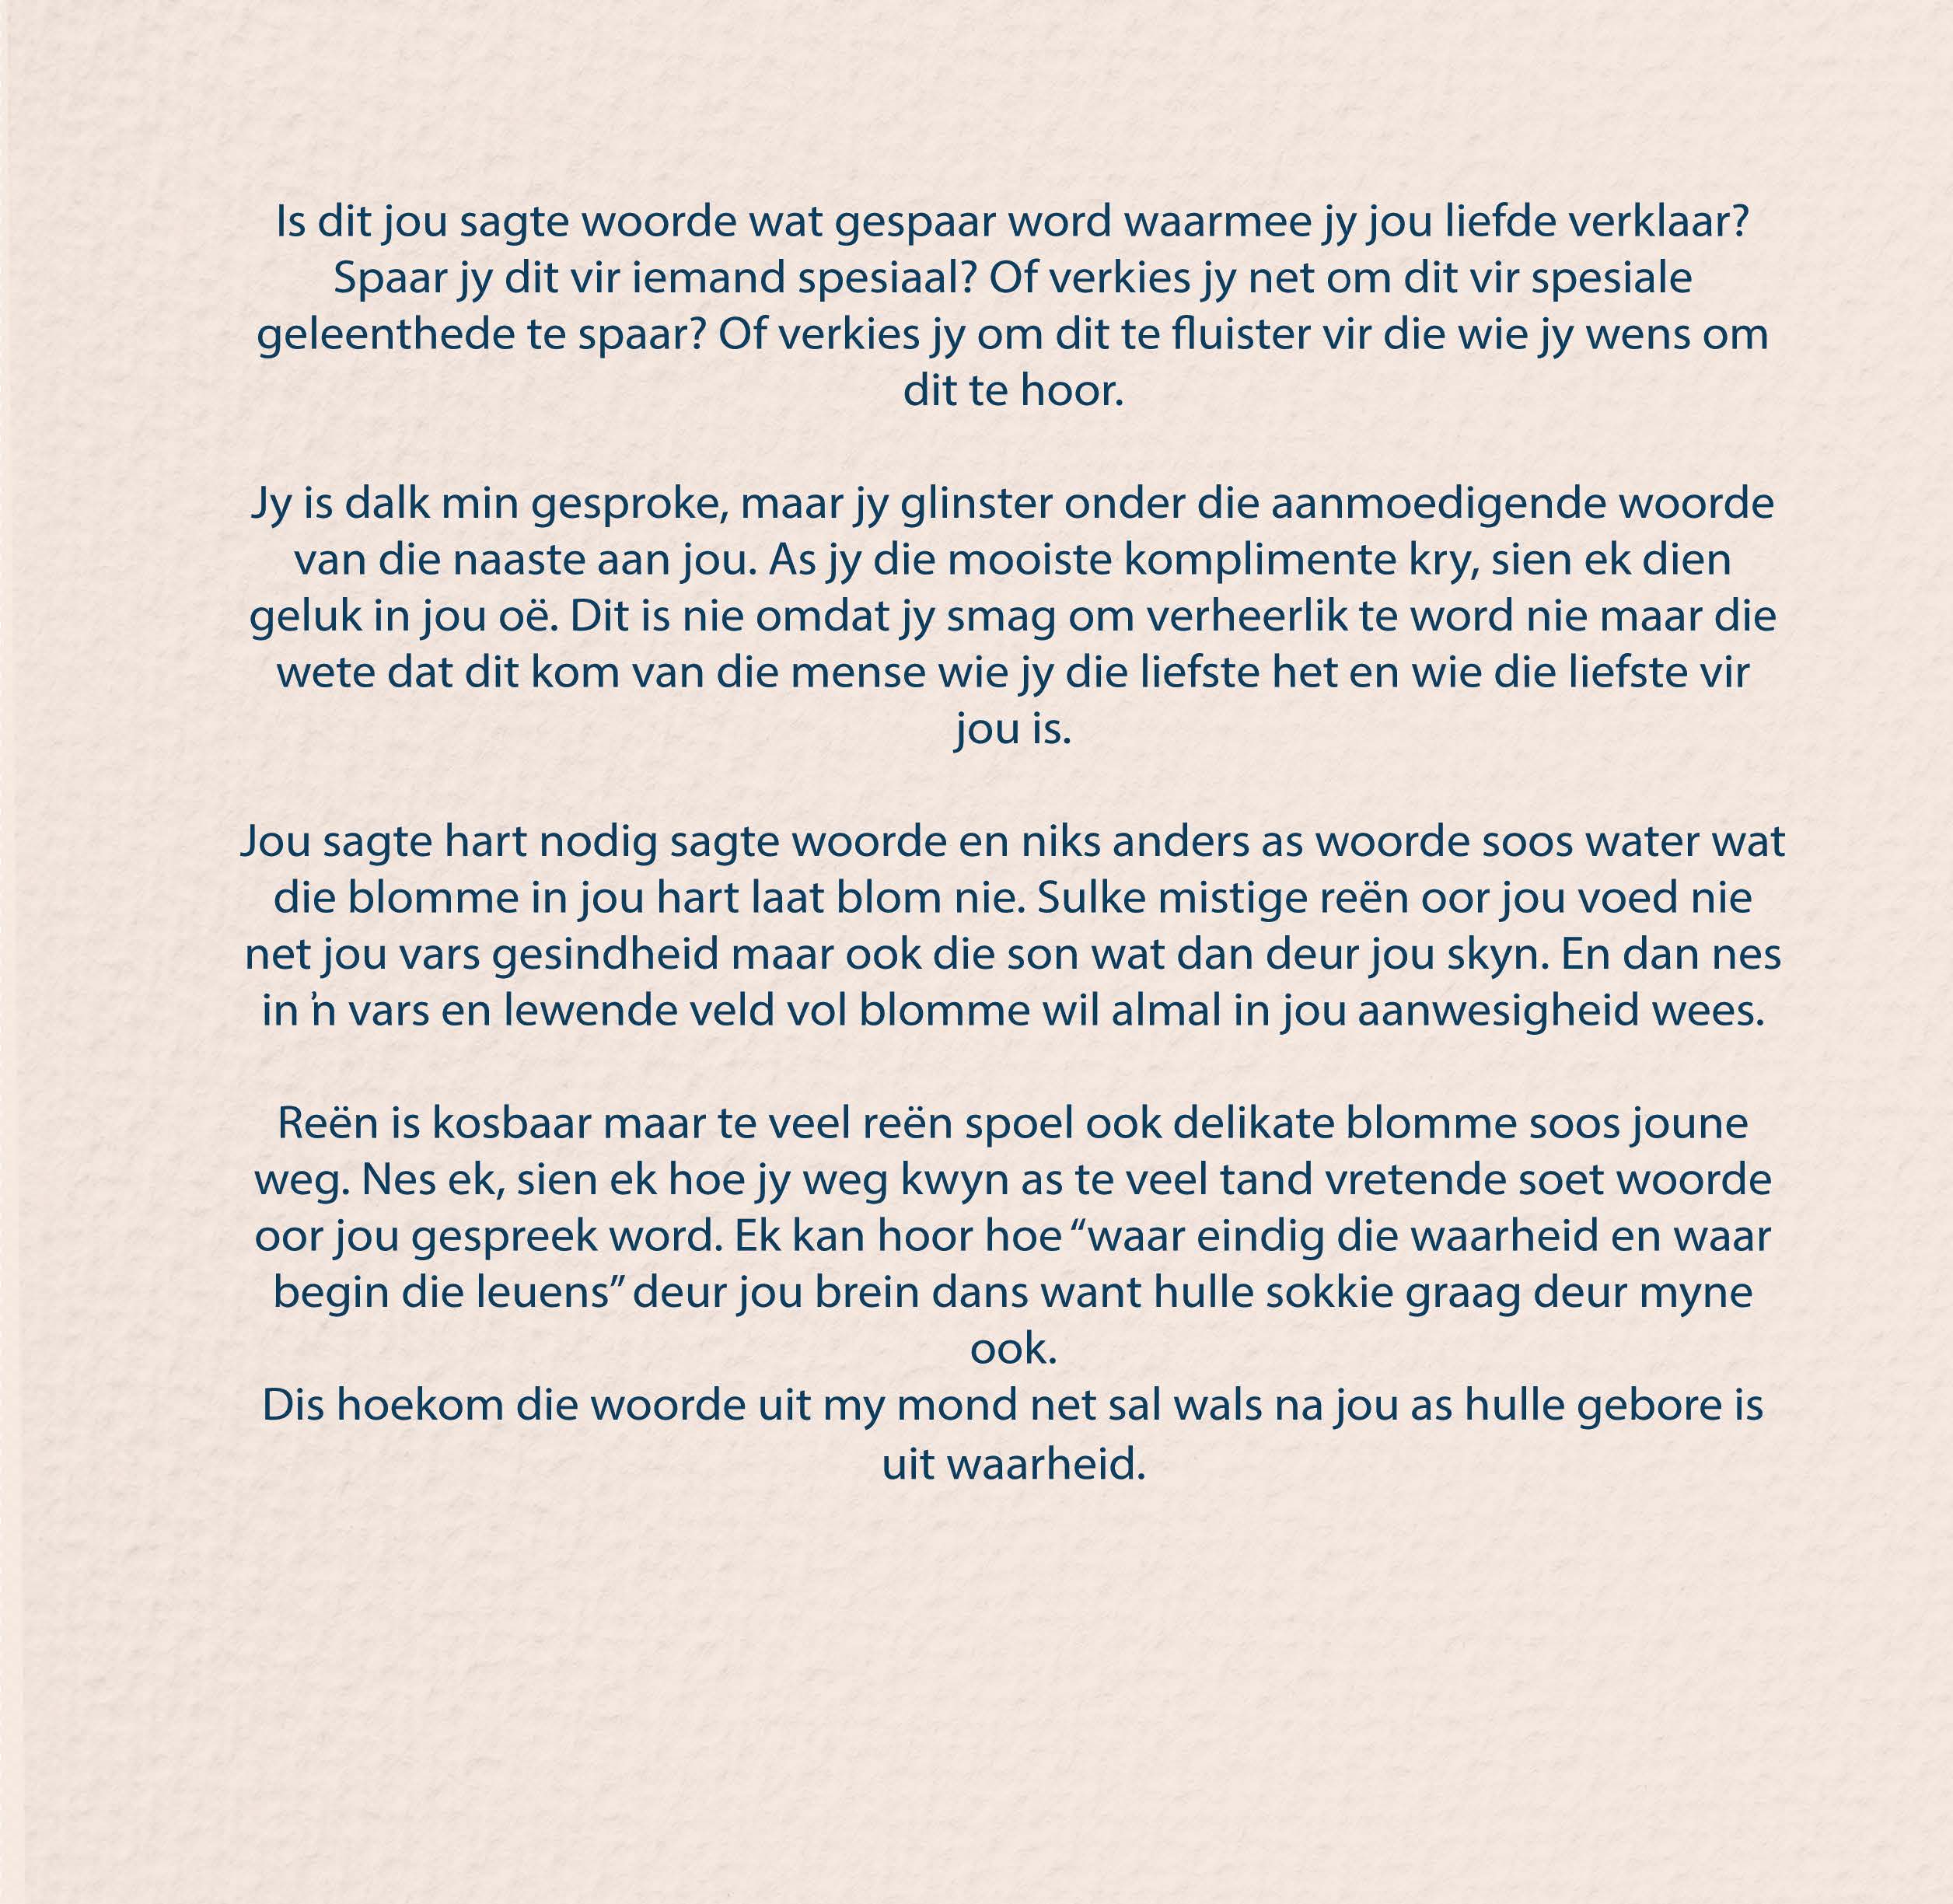 Is dit jou sagte woorde wat gespaar word waarmee jy jou liefde verklaar?
Spaar jy dit vir iemand spesiaal? Of verkies jy net om dit vir spesiale
geleenthede te spaar? Of verkies jy om dit te fluister vir die wie jy wens om
dit te hoor.
Jy is dalk min gesproke, maar jy glinster onder die aanmoedigende woorde
van die naaste aan jou. As jy die mooiste komplimente kry, sien ek dien
geluk in jou oë. Dit is nie omdat jy smag om verheerlik te word nie maar die
wete dat dit kom van die mense wie jy die liefste het en wie die liefste vir
jou is.
Jou sagte hart nodig sagte woorde en niks anders as woorde soos water wat
die blomme in jou hart laat blom nie. Sulke mistige reën oor jou voed nie
net jou vars gesindheid maar ook die son wat dan deur jou skyn. En dan nes
in ŉ vars en lewende veld vol blomme wil almal in jou aanwesigheid wees.
Reën is kosbaar maar te veel reën spoel ook delikate blomme soos joune
weg. Nes ek, sien ek hoe jy weg kwyn as te veel tand vretende soet woorde
oor jou gespreek word. Ek kan hoor hoe “waar eindig die waarheid en waar
begin die leuens” deur jou brein dans want hulle sokkie graag deur myne
ook.
Dis hoekom die woorde uit my mond net sal wals na jou as hulle gebore is
uit waarheid.